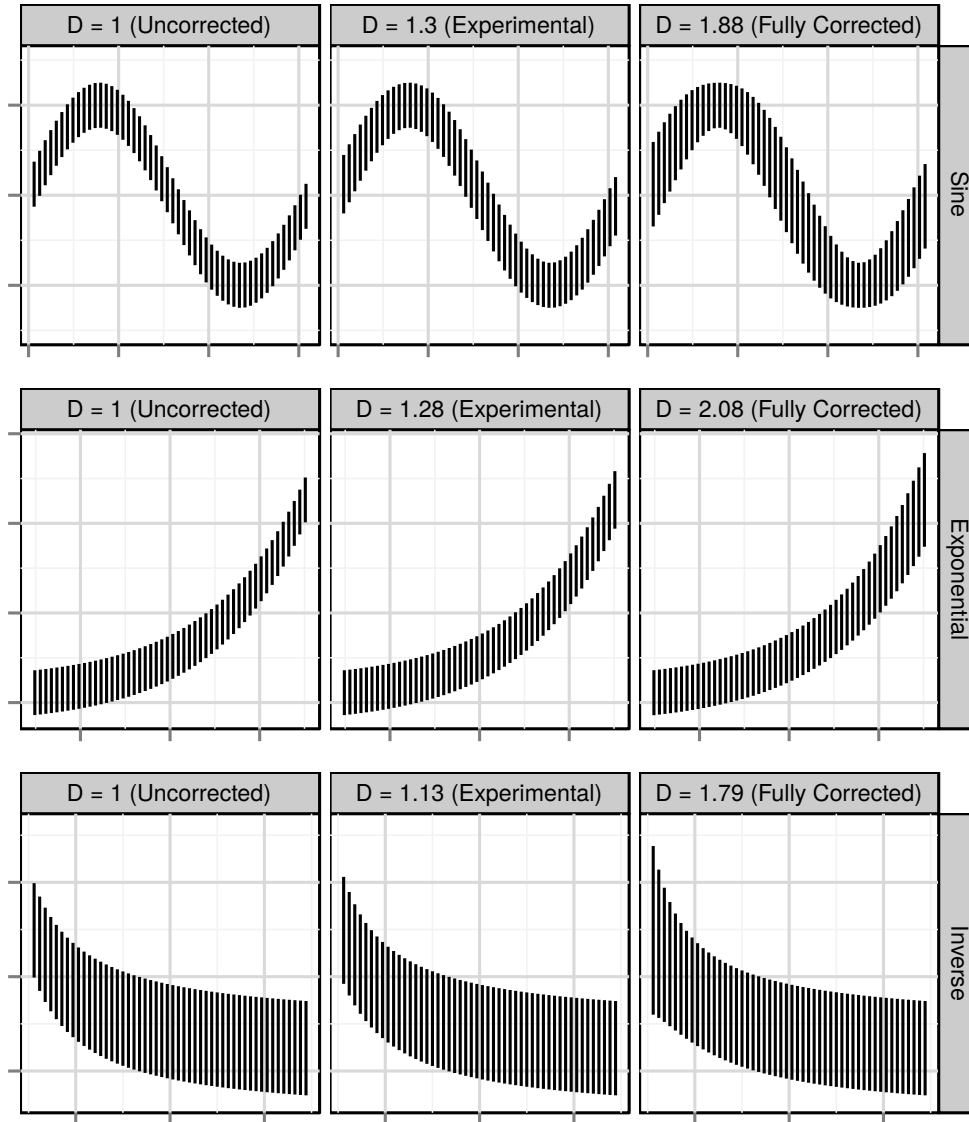 D = 1 (Uncorrected)
D = 1.3 (Experimental)
D = 1.88 (Fully Corrected)
Sine
D = 1 (Uncorrected)
D = 1.28 (Experimental)
D = 2.08 (Fully Corrected)
Exponential
D = 1 (Uncorrected)
D = 1.13 (Experimental)
D = 1.79 (Fully Corrected)
Inverse